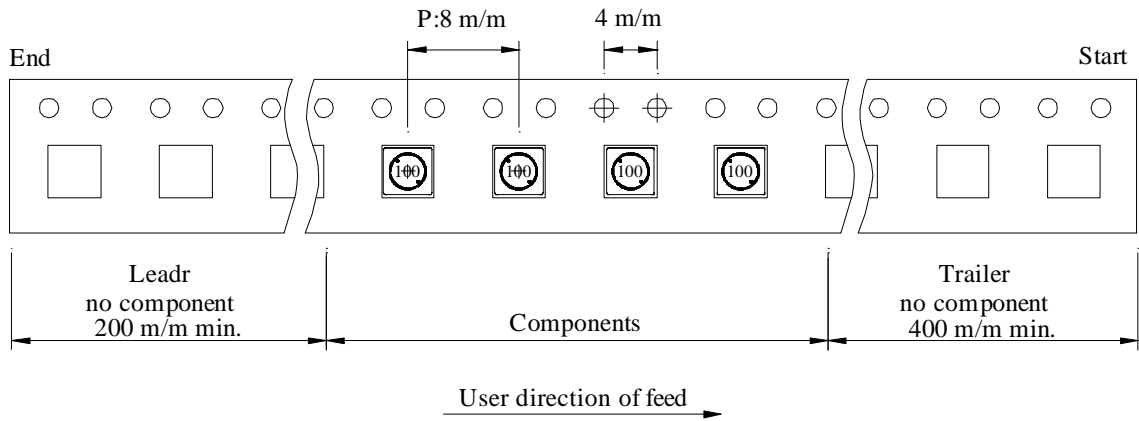 P:8 m/m
4 m/m
End
Start
100
100
100
100
Leadr
no component
200 m/m min.
Components
Trailer
no component
400 m/m min.
User direction of feed